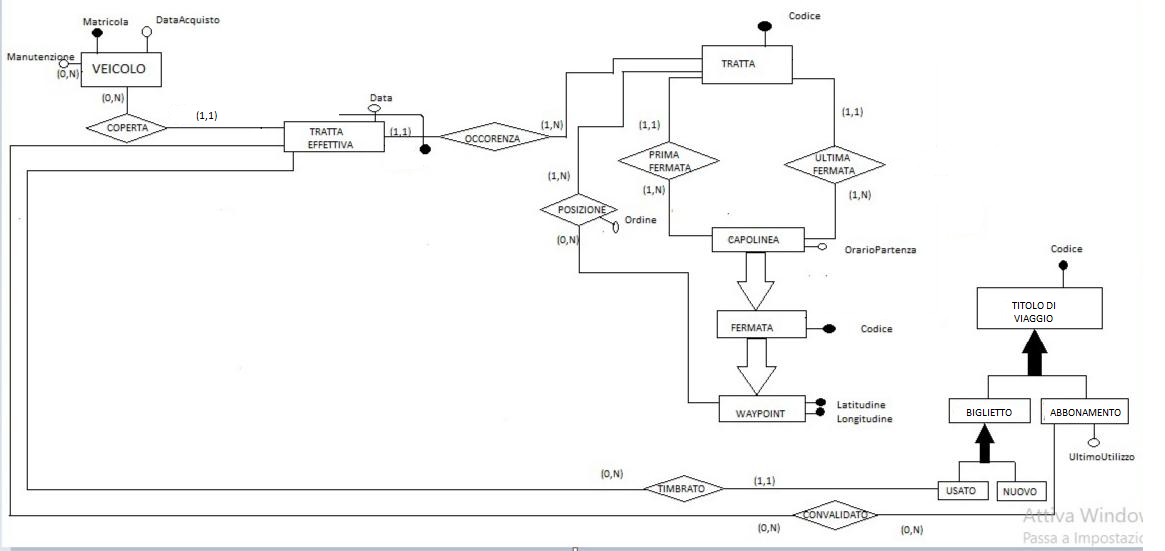 Matricola
DataAcquisto
Codice
Manutenzione
(0,N)
VEICOLO
TRATTA
(0,N)
Data
(1,1)
(1,1)
COPERTA
TRATTA
EFFETTIVA
(1,1)
OCCORENZA
(1,N)
(1,1)
PRIMA
FERMATA
ULTIMA
FERMATA
(1,N)
(1,N)
(1,N)
POSIZIONE
Ordine
(0,N)
CAPOLINEA
OrarioPartenza
Codice
TITOLO DI
VIAGGIO
FERMATA
Codice
WAYPOINT
Latitudine
Longitudine
BIGLIETTO
ABBONAMENTO
UltimoUtilizzo
(0,N)
TIMBRATO
(1,1)
USATO
NUOVO
CONVALIDATO
(0,N)
(0,N)
Attiva Window
Passa a Impostazio